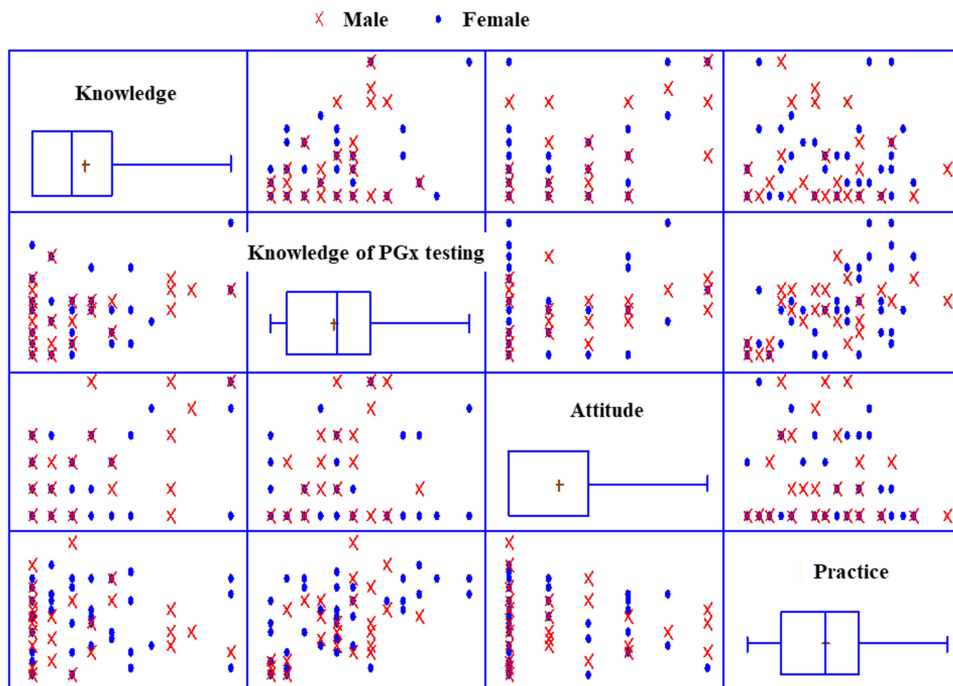 Male Female
Knowledge
Knowledge of PGx testing
Attitude
Practice